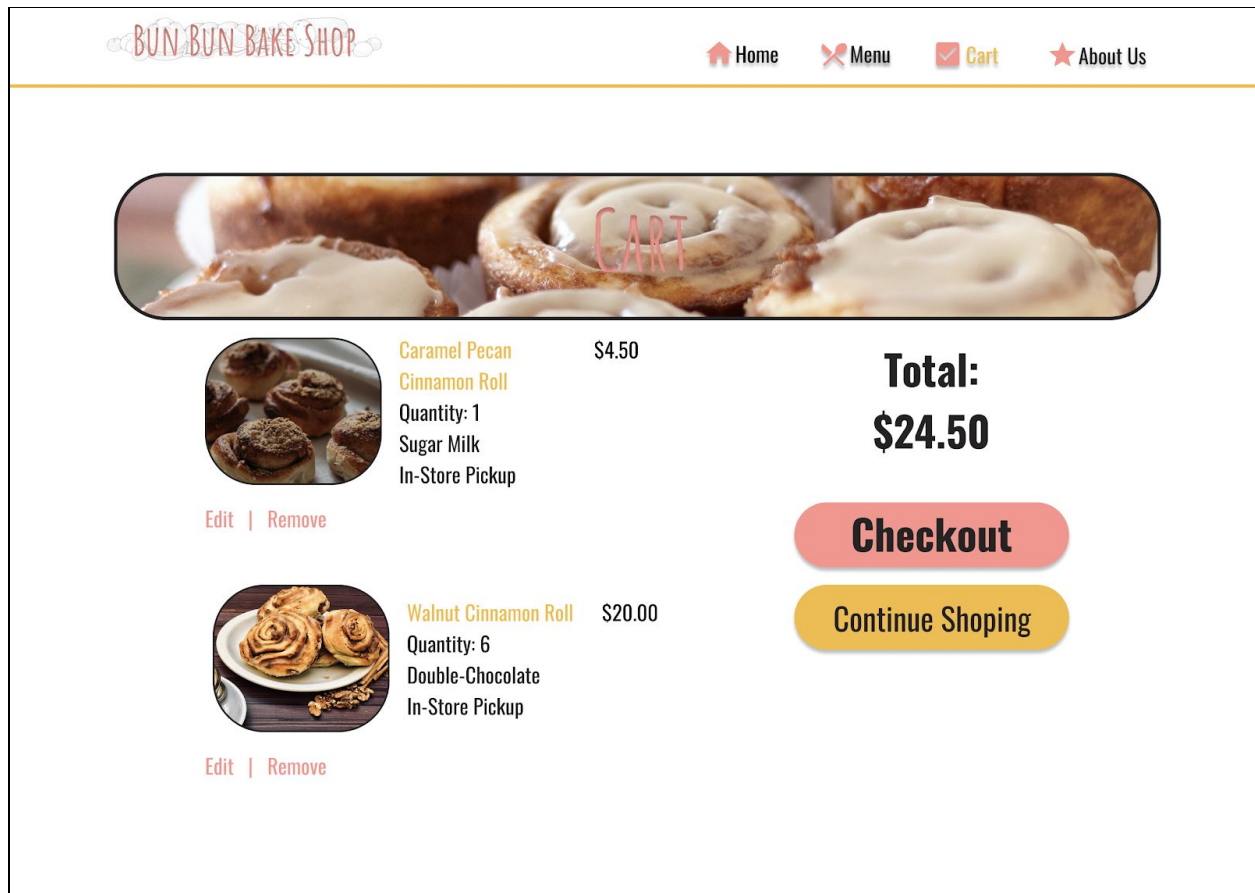 BUN BUN BAKE SHOP
Home
Menu
Cart
About Us
CART
Caramel Pecan
Cinnamon Roll
$4.50
Quantity: 1
Sugar Milk
In-Store Pickup
Edit | Remove
Walnut Cinnamon Roll
$20.00
Quantity: 6
Double-Chocolate
In-Store Pickup
Edit | Remove
Total:
$24.50
Checkout
Continue Shoping